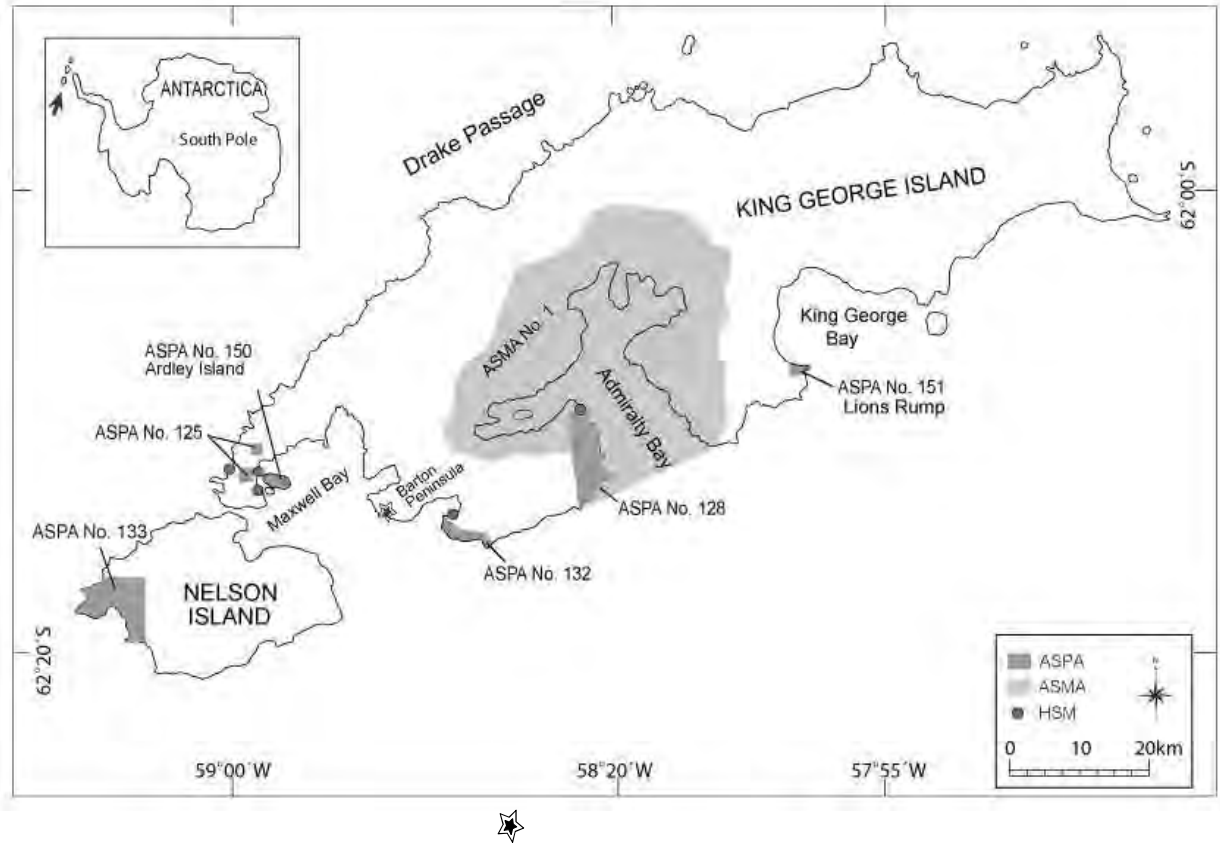 ANTARCTICA
South Pole
Drake Passage
KING GEORGE ISLAND
62°00´S
ASMA No. 1
King George
Bay
ASPA No. 150
Ardley Island
ASPA No. 151
Lions Rump
Admiralty Bay
ASPA No. 125
Maxwell Bay
Barton
Peninsula
ASPA No. 128
ASPA No. 133
ASPA No. 132
NELSON
ISLAND
62°20´S
ASPA
ASMA
HSM
N
0 10 20km
59°00´W 58°20´W 57°55´W